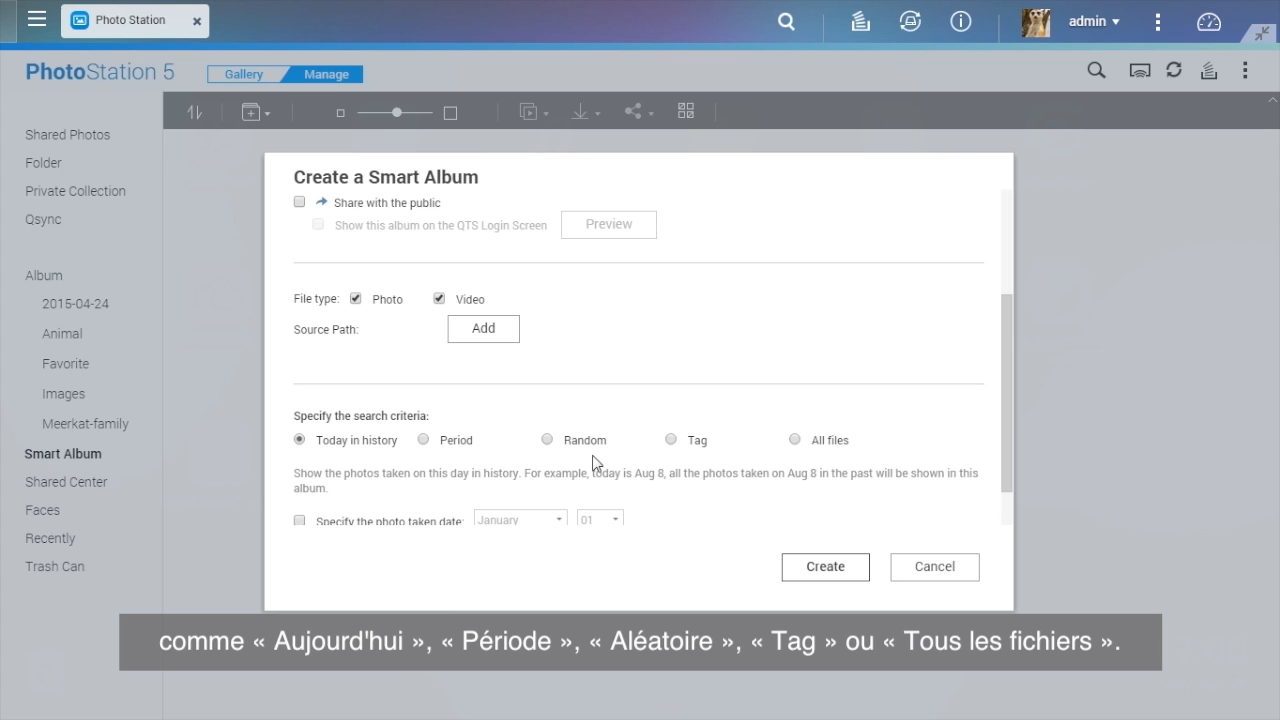 Photo Station
admin
PhotoStation 5
Gallery
Manage
Shared Photos
Folder
Private Collection
Qsync
Album
2015-04-24
Animal
Favorite
Images
Meerkat-family
Smart Album
Shared Center
Faces
Recently
Trash Can
Create a Smart Album
Share with the public
Show this album on the QTS Login Screen
Preview
File type: Photo Video
Source Path: Add
Specify the search criteria:
Today in history Period Random Tag All files
Show the photos taken on this day in history. For example, today is Aug 8, all the photos taken on Aug 8 in the past will be shown in this
album.
Specify the photo taken date: January 01
Create Cancel
comme « Aujourd'hui », « Période », « Aléatoire », « Tag » ou « Tous les fichiers ».